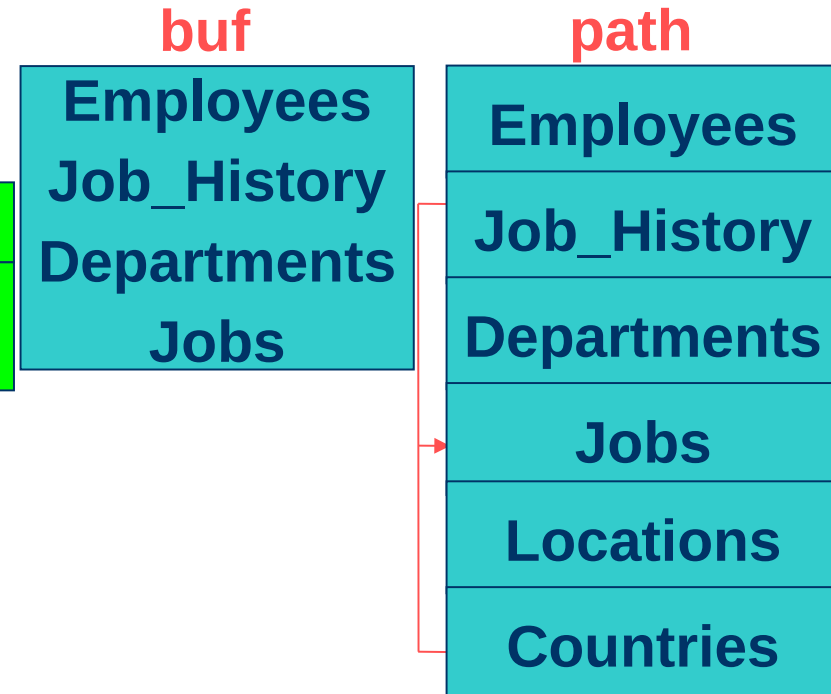 buf
Employees
Job_History
Departments
Jobs
path
Employees
Job_History
Departments
Jobs
Locations
Countries